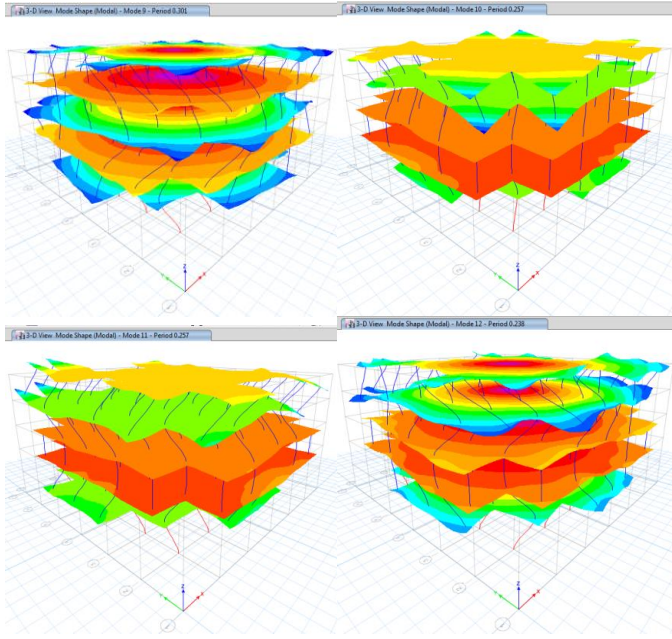 3-D View Mode Shape (Modal) - Mode 9 - Period 0.301
3-D View Mode Shape (Modal) - Mode 10 - Period 0.257
Z
Y
X
Z
Y
X
3-D View Mode Shape (Modal) - Mode 11 - Period 0.257
3-D View Mode Shape (Modal) - Mode 12 - Period 0.238
Z
Y
X
Z
Y
X